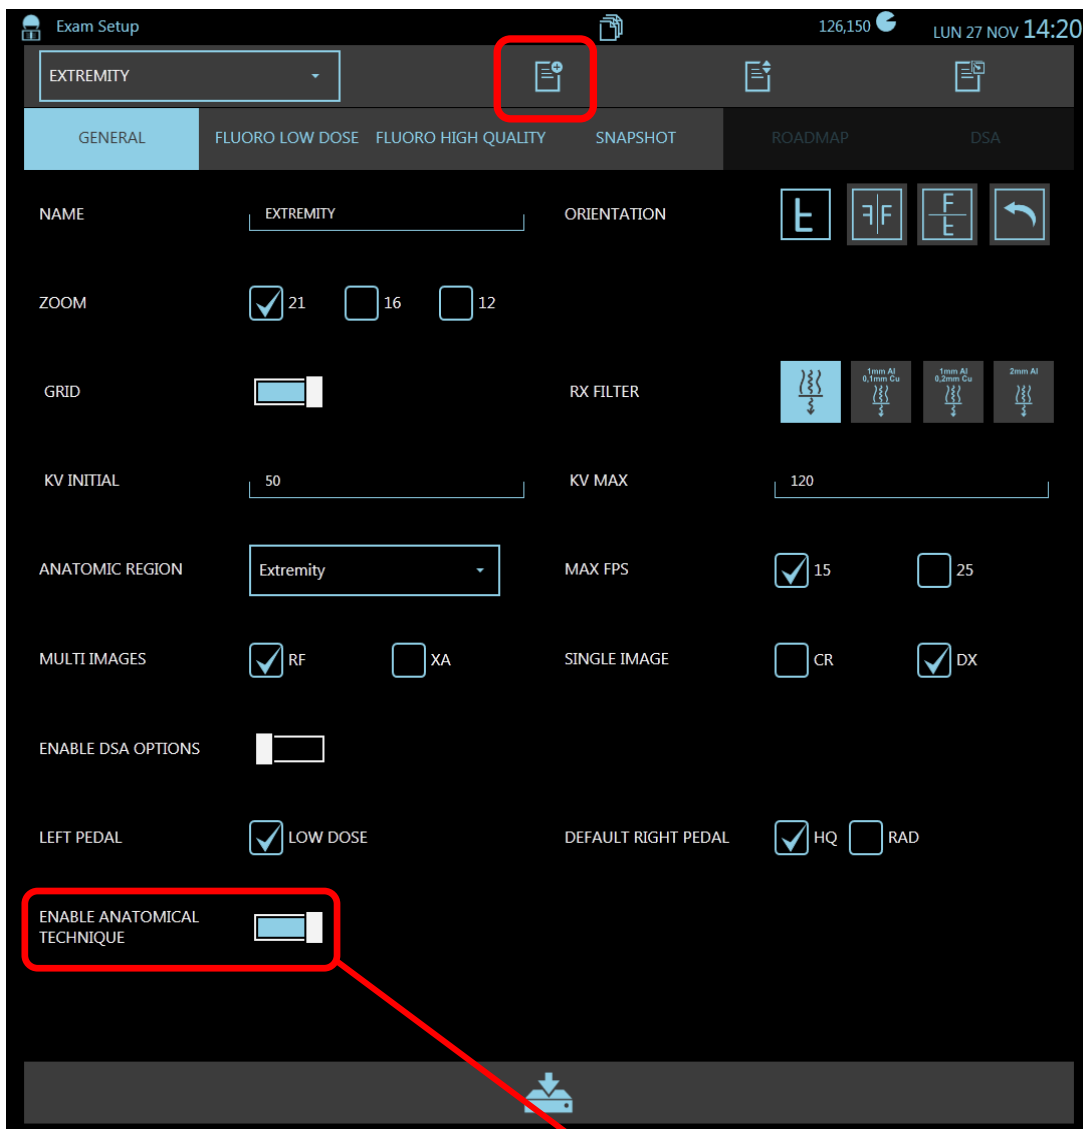 Exam Setup 126,150 LUN 27 NOV 14:20
EXTREMITY
GENERAL FLUORO LOW DOSE FLUORO HIGH QUALITY SNAPSHOT ROADMAP DSA
NAME EXTREMITY ORIENTATION
ZOOM 21 16 12
GRID RX FILTER 1mm Al 0,1mm Cu 1mm Al 0,2mm Cu 2mm Al
KV INITIAL 50 KV MAX 120
ANATOMIC REGION Extremity MAX FPS 15 25
MULTI IMAGES RF XA SINGLE IMAGE CR DX
ENABLE DSA OPTIONS
LEFT PEDAL LOW DOSE DEFAULT RIGHT PEDAL HQ RAD
ENABLE ANATOMICAL
TECHNIQUE